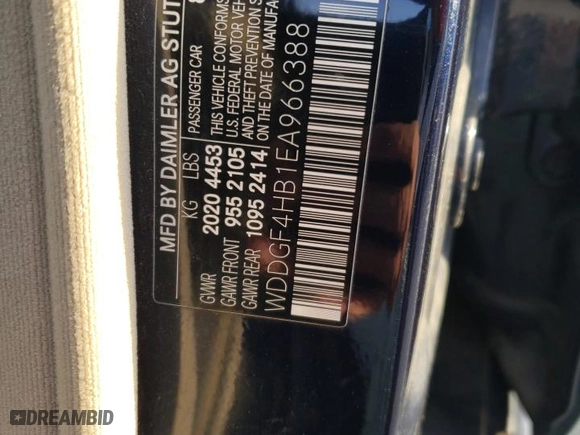 MFD BY DAIMLER AG STUT
PASSENGER CAR
KG LBS
GVWR 2020 4453
GAWR FRONT 955 2105
GAWR REAR 1095 2414
THIS VEHICLE CONFORMS
U.S. FEDERAL MOTOR VEHI
AND THEFT PREVENTION S
ON THE DATE OF MANUFA
WDDGF4HB1EA966388
DREAMBID